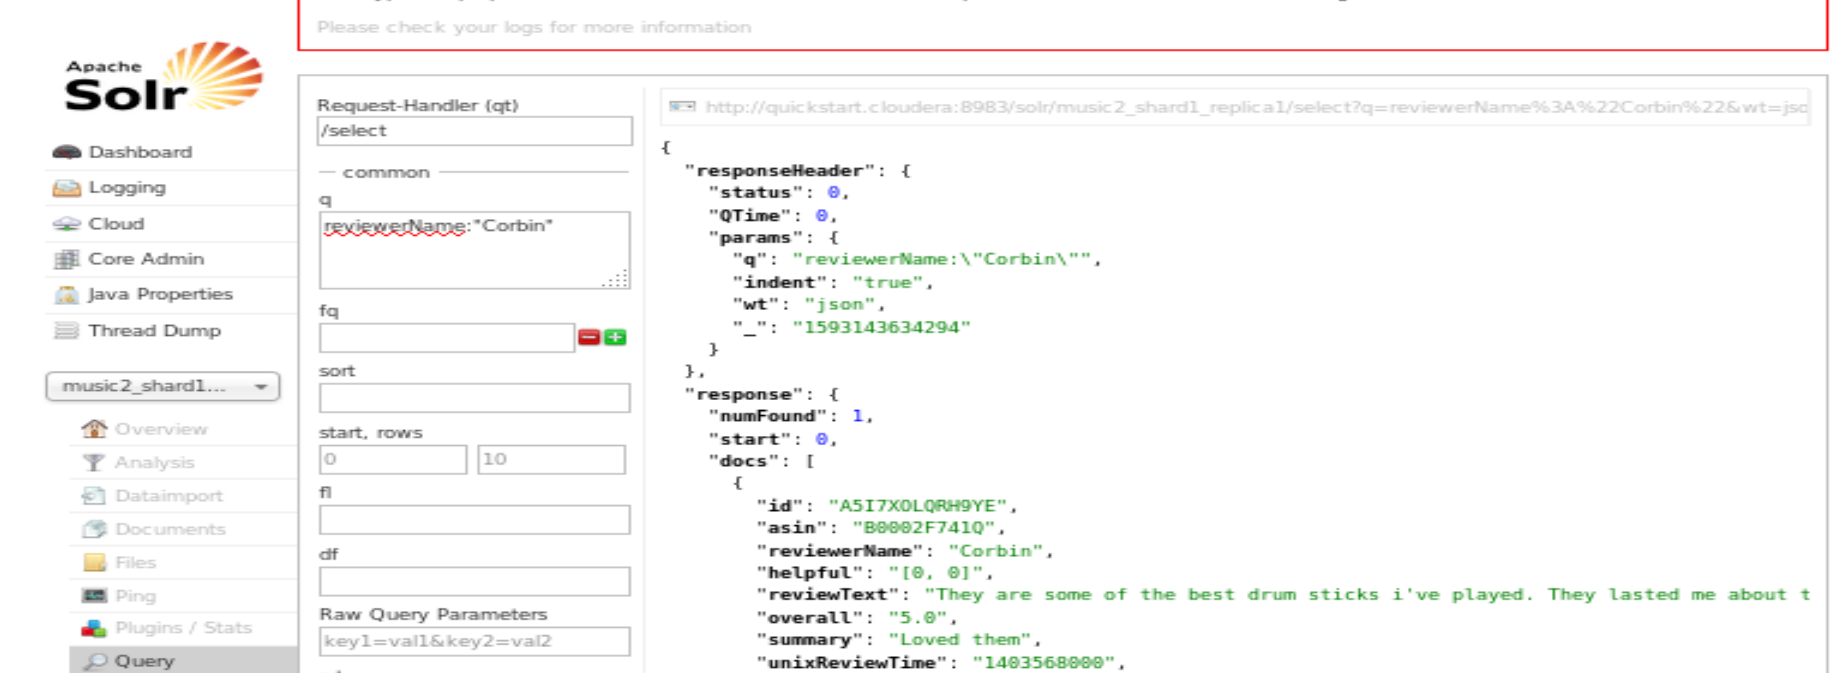 Please check your logs for more information
Apache
Solr
Dashboard
Logging
Cloud
Core Admin
Java Properties
Thread Dump
music2_shard1...
Overview
Analysis
Dataimport
Documents
Files
Ping
Plugins / Stats
Query
Request-Handler (qt)
/select
common
q
reviewerName:"Corbin"
fq
sort
start, rows
0 10
fl
df
Raw Query Parameters
key1=val1&key2=val2
http://quickstart.cloudera:8983/solr/music2_shard1_replica1/select?q=reviewerName%3A%22Corbin%22&wt=jso
{
"responseHeader": {
"status": 0,
"QTime": 0,
"params": {
"q": "reviewerName:\"Corbin\"",
"indent": "true",
"wt": "json",
"_": "1593143634294"
}
},
"response": {
"numFound": 1,
"start": 0,
"docs": [
{
"id": "A5I7XOLQRH9YE",
"asin": "B0002F741Q",
"reviewerName": "Corbin",
"helpful": "[0, 0]",
"reviewText": "They are some of the best drum sticks i've played. They lasted me about t
"overall": "5.0",
"summary": "Loved them",
"unixReviewTime": "1403568000",